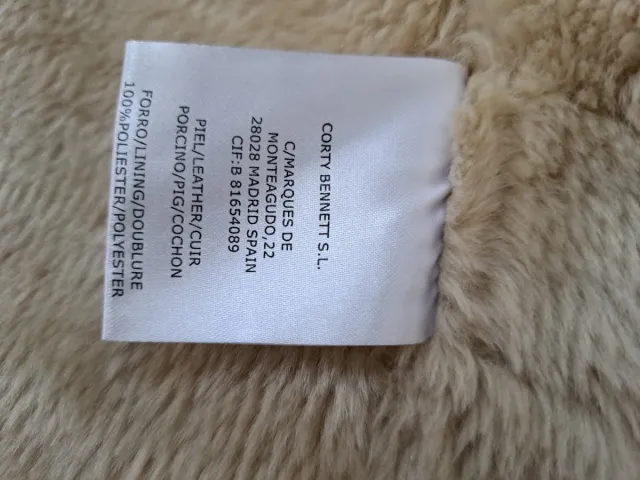 CORTY BENNETT S.L.
C/MARQUES DE
MONTEAGUDO,22
28028 MADRID SPAIN
CIF:B 81654089
PIEL/LEATHER/CUIR
PORCINO/PIG/COCHON
FORRO/LINING/DOUBLURE
100%POLIESTER/POLYESTER